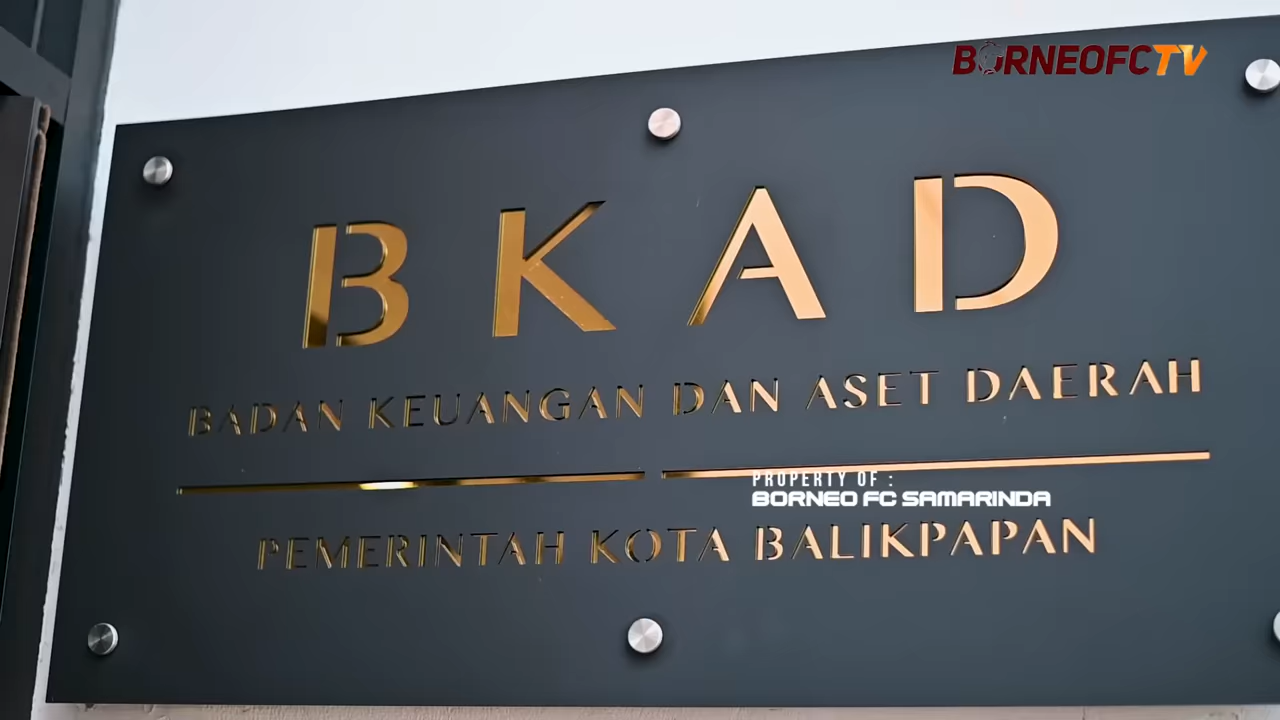 BORNEOFCTV
BKAD
BADAN KEUANGAN DAN ASET DAERAH
PROPERTY OF :
BORNEO FC SAMARINDA
PEMERINTAH KOTA BALIKPAPAN